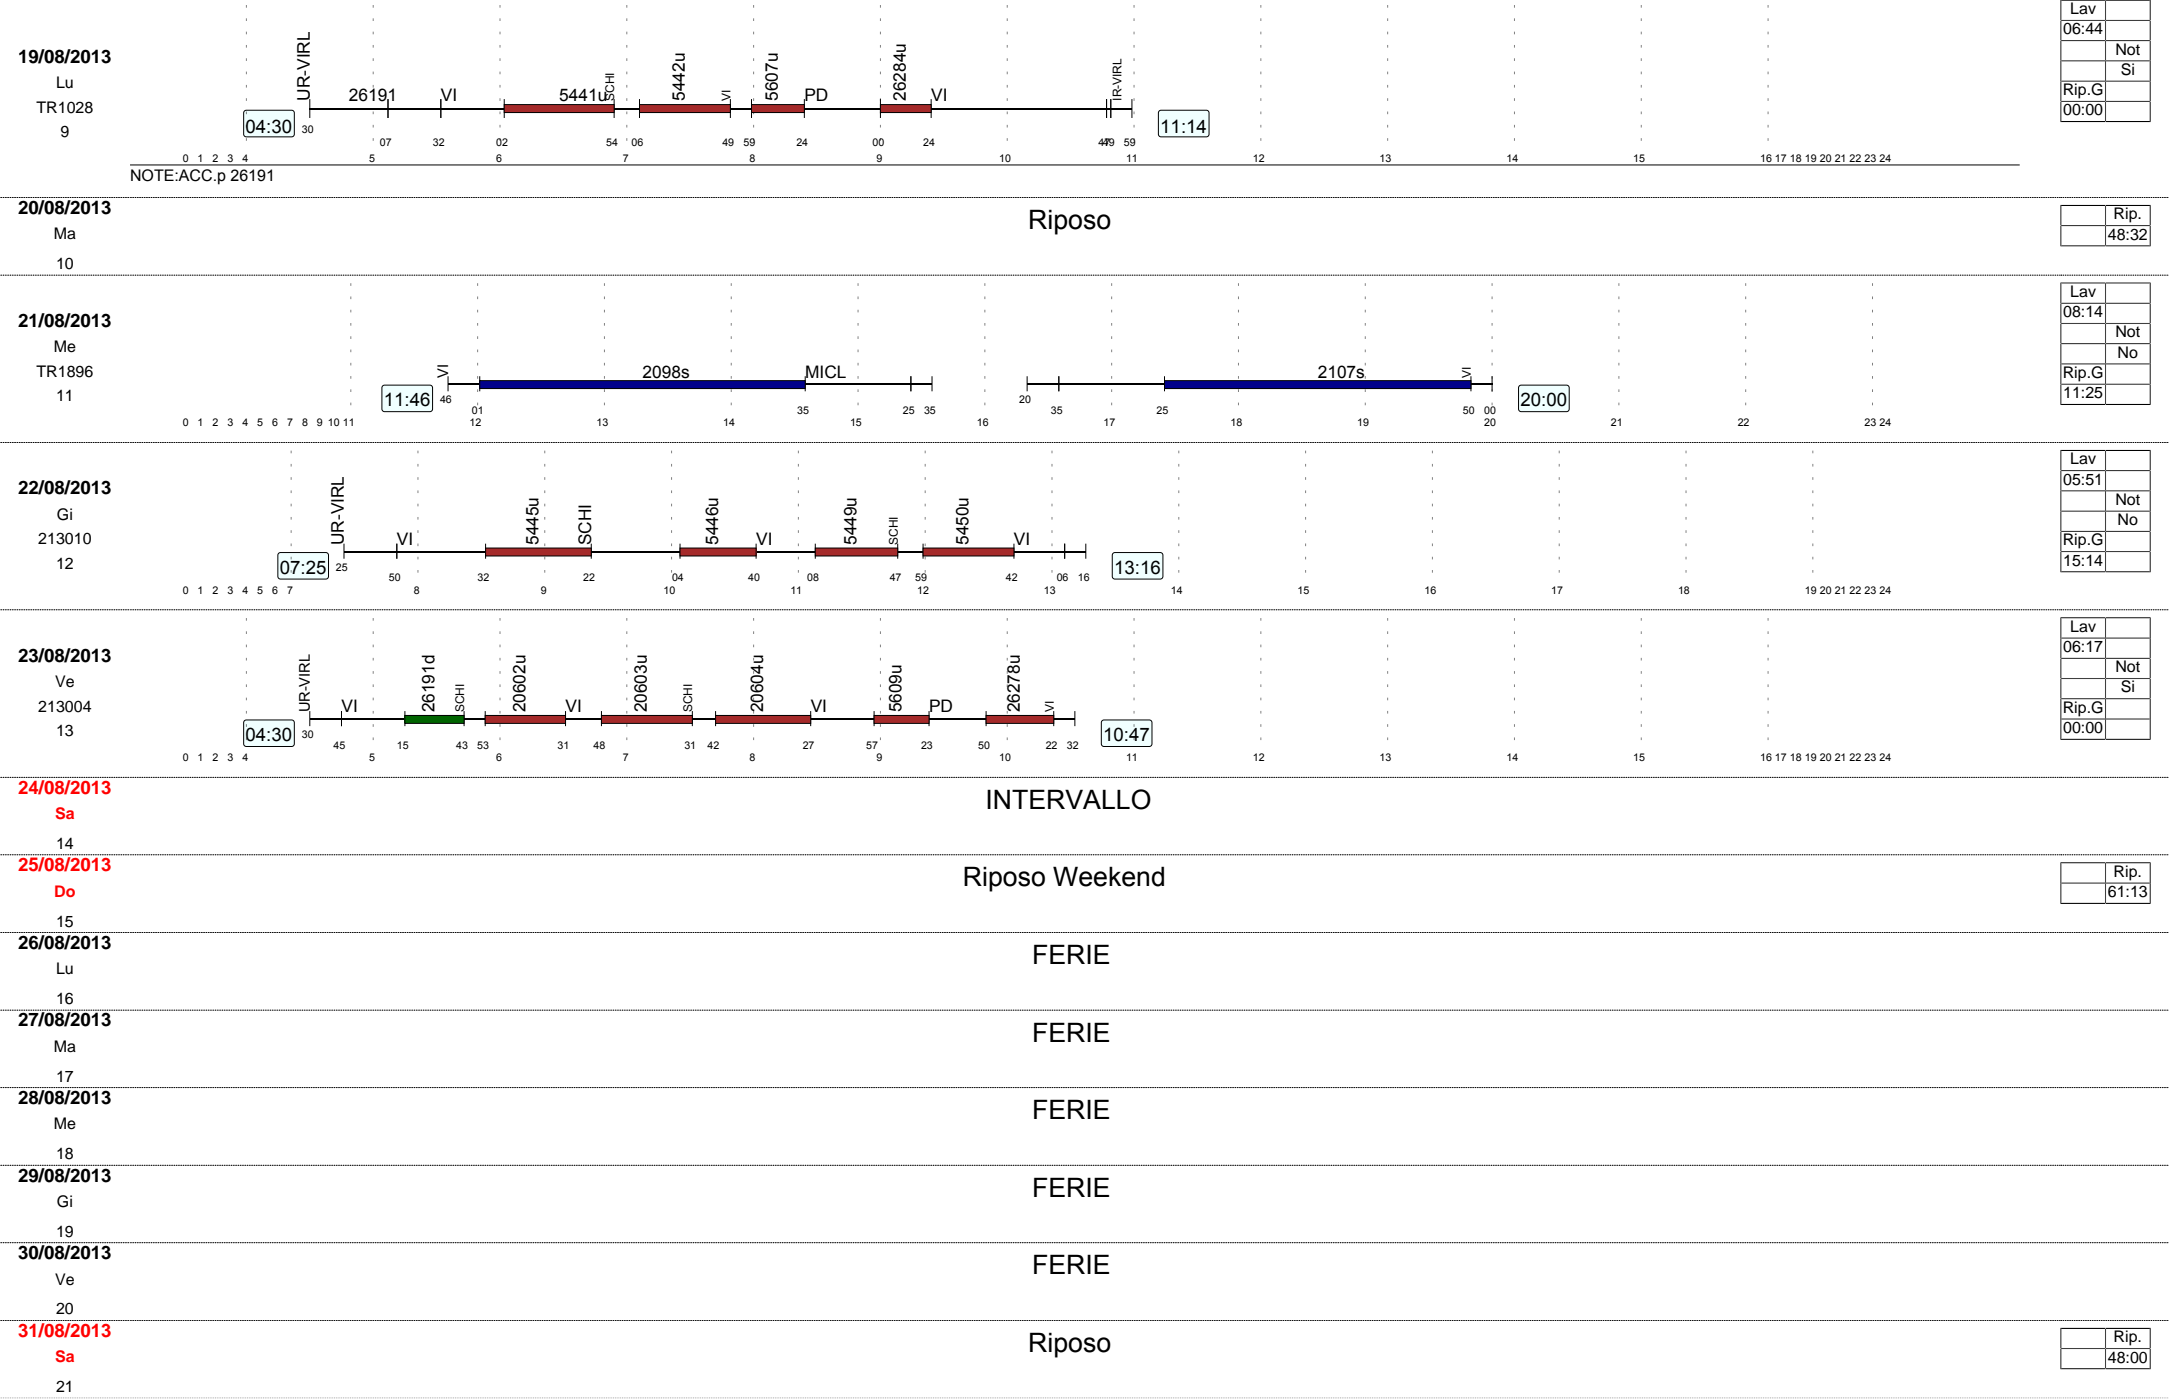 19/08/2013
Lu
TR1028
9
04:30
UR-VIRL 26191 VI 5441u SCHI 5442u VI 5607u PD 26284u VI IR-VIRL
11:14
30 07 32 02 54 06 49 59 24 00 24 47 49 59
0 1 2 3 4 5 6 7 8 9 10 11 12 13 14 15 16 17 18 19 20 21 22 23 24
NOTE:ACC.p 26191
Lav
06:44
Not
Si
Rip.G
00:00
20/08/2013
Ma
10
Riposo
Rip.
48:32
21/08/2013
Me
TR1896
11
11:46
VI 2098s MICL 2107s VI
20:00
46 01 35 25 35 20 35 25 50 00
0 1 2 3 4 5 6 7 8 9 10 11 12 13 14 15 16 17 18 19 20 21 22 23 24
Lav
08:14
Not
No
Rip.G
11:25
22/08/2013
Gi
213010
12
07:25
UR-VIRL VI 5445u SCHI 5446u VI 5449u SCHI 5450u VI
13:16
25 50 32 22 04 40 08 47 59 42 06 16
0 1 2 3 4 5 6 7 8 9 10 11 12 13 14 15 16 17 18 19 20 21 22 23 24
Lav
05:51
Not
No
Rip.G
15:14
23/08/2013
Ve
213004
13
04:30
UR-VIRL VI 26191d SCHI 20602u VI 20603u SCHI 20604u VI 5609u PD 26278u VI
10:47
30 45 15 43 53 31 48 31 42 27 57 23 50 22 32
0 1 2 3 4 5 6 7 8 9 10 11 12 13 14 15 16 17 18 19 20 21 22 23 24
Lav
06:17
Not
Si
Rip.G
00:00
24/08/2013
Sa
14
INTERVALLO
25/08/2013
Do
15
Riposo Weekend
Rip.
61:13
26/08/2013
Lu
16
FERIE
27/08/2013
Ma
17
FERIE
28/08/2013
Me
18
FERIE
29/08/2013
Gi
19
FERIE
30/08/2013
Ve
20
FERIE
31/08/2013
Sa
21
Riposo
Rip.
48:00